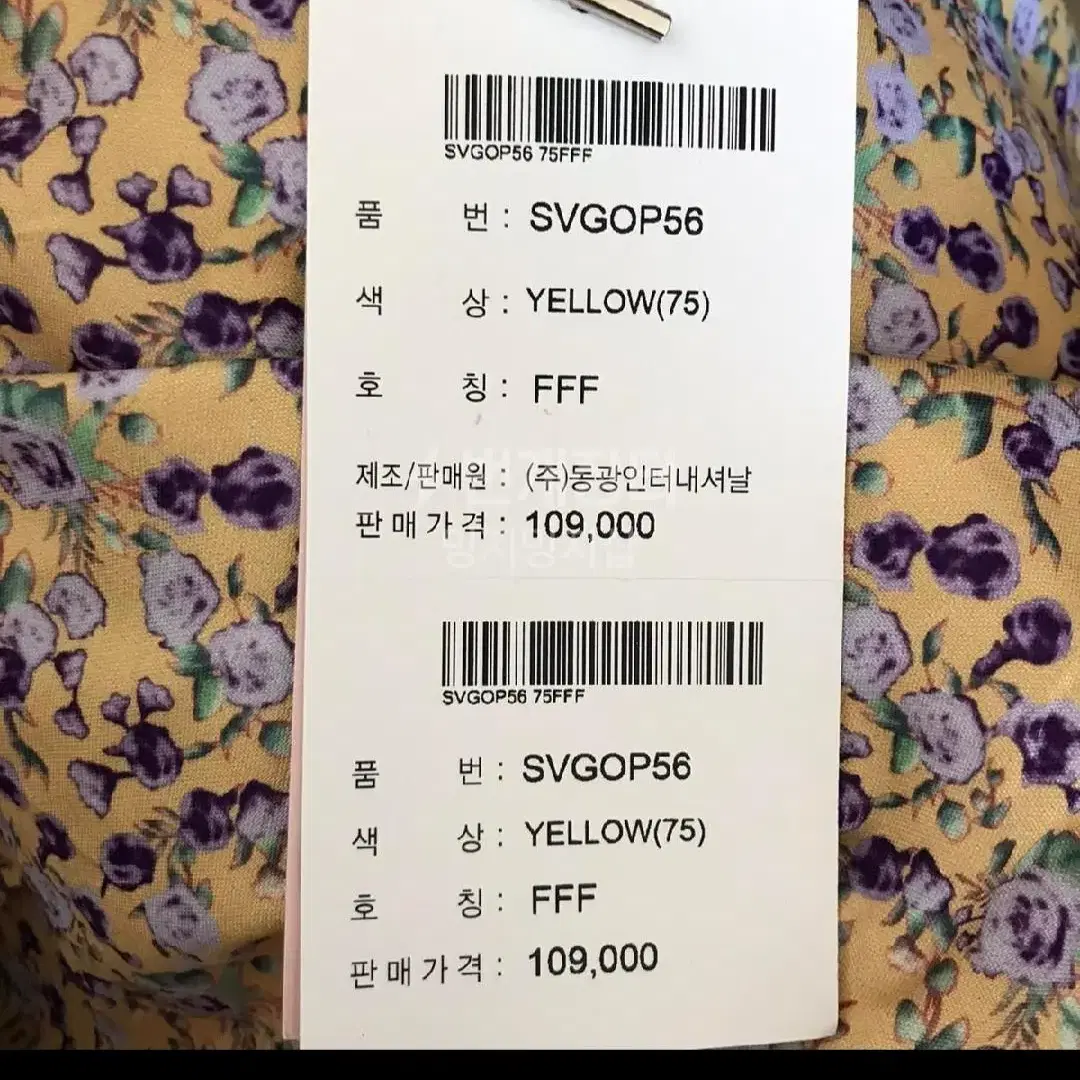 SVGOP56 75FFF
품 번 : SVGOP56
색 상 : YELLOW(75)
호 칭 : FFF
제조/판매원 : (주)동광인터내셔날
판매가격 : 109,000
SVGOP56 75FFF
품 번 : SVGOP56
색 상 : YELLOW(75)
호 칭 : FFF
판매가격 : 109,000